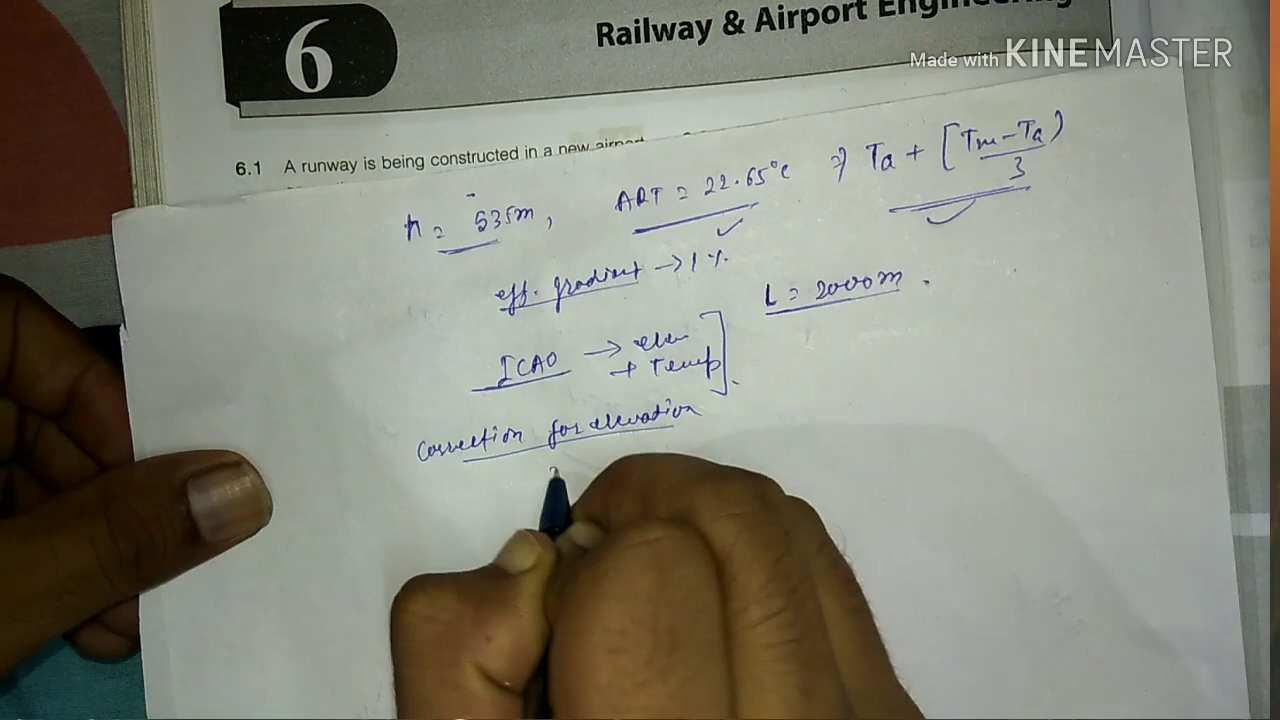 6
Railway & Airport Engineering
Made with KINEMASTER
6.1 A runway is being constructed in a new airport
h = 535m, ART = 22.65°c ⇒ Ta + [Tm-Ta)
3
eff. gradient → 1 %.
L = 2000m.
ICAO → elev
+ Temp].
Correction for elevation